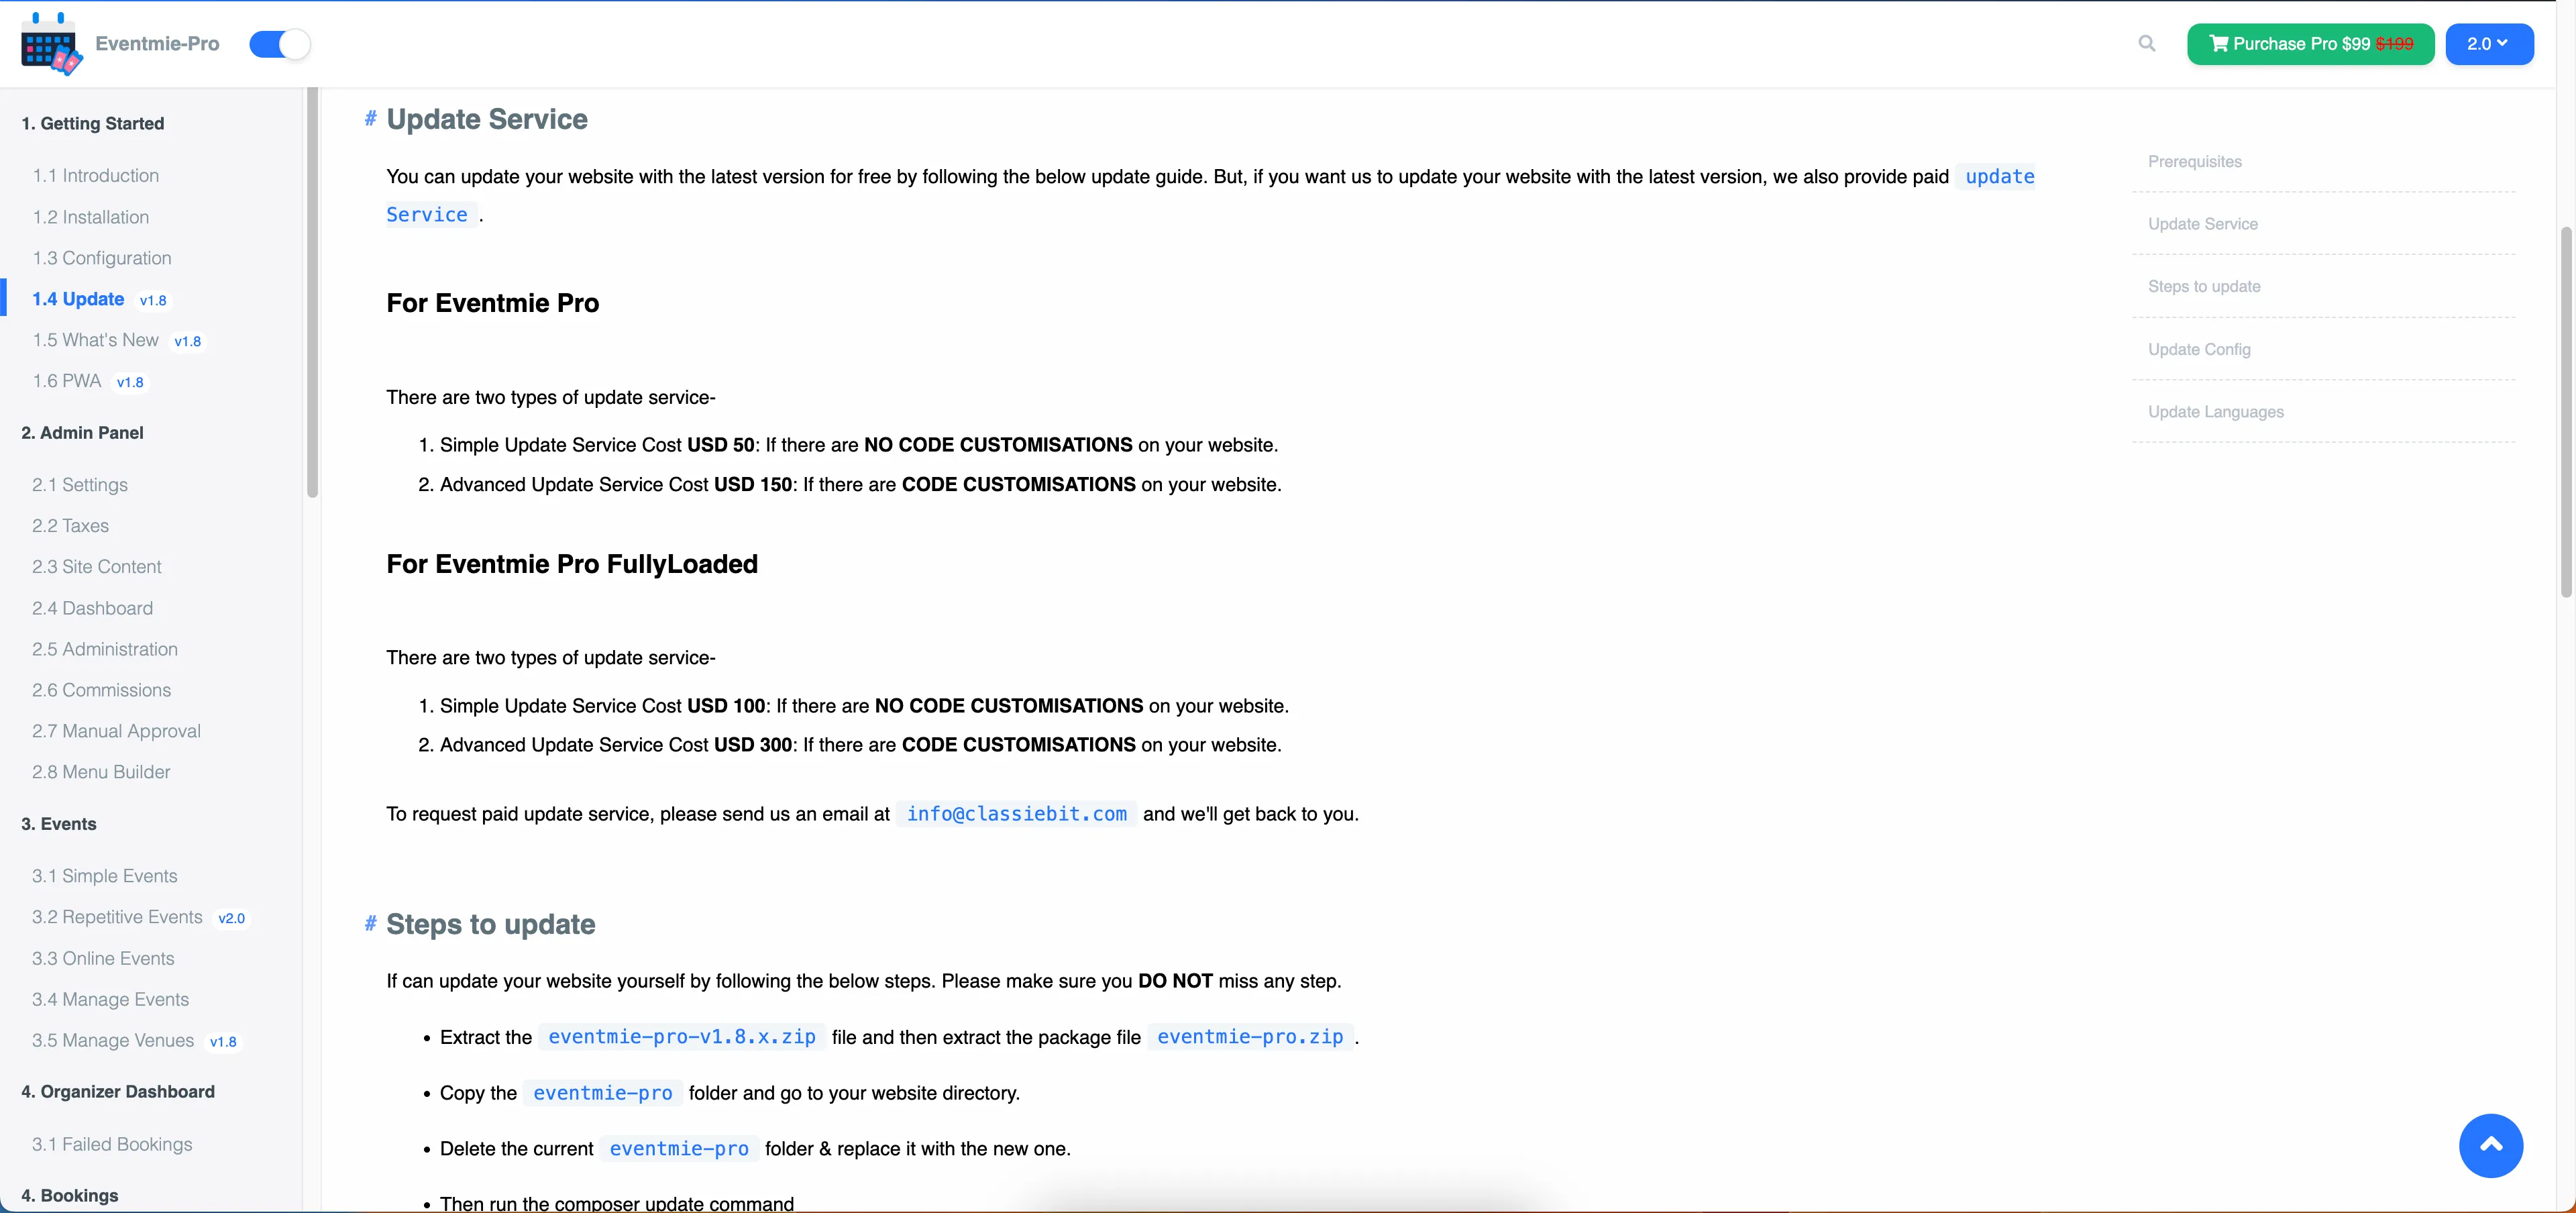 Eventmie-Pro
Purchase Pro $99 $199
2.0
1. Getting Started
1.1 Introduction
1.2 Installation
1.3 Configuration
1.4 Update v1.8
1.5 What's New v1.8
1.6 PWA v1.8
2. Admin Panel
2.1 Settings
2.2 Taxes
2.3 Site Content
2.4 Dashboard
2.5 Administration
2.6 Commissions
2.7 Manual Approval
2.8 Menu Builder
3. Events
3.1 Simple Events
3.2 Repetitive Events v2.0
3.3 Online Events
3.4 Manage Events
3.5 Manage Venues v1.8
4. Organizer Dashboard
3.1 Failed Bookings
4. Bookings
# Update Service
You can update your website with the latest version for free by following the below update guide. But, if you want us to update your website with the latest version, we also provide paid update
Service .
For Eventmie Pro
There are two types of update service-
1. Simple Update Service Cost USD 50: If there are NO CODE CUSTOMISATIONS on your website.
2. Advanced Update Service Cost USD 150: If there are CODE CUSTOMISATIONS on your website.
For Eventmie Pro FullyLoaded
There are two types of update service-
1. Simple Update Service Cost USD 100: If there are NO CODE CUSTOMISATIONS on your website.
2. Advanced Update Service Cost USD 300: If there are CODE CUSTOMISATIONS on your website.
To request paid update service, please send us an email at info@classiebit.com and we'll get back to you.
# Steps to update
If can update your website yourself by following the below steps. Please make sure you DO NOT miss any step.
• Extract the eventmie-pro-v1.8.x.zip file and then extract the package file eventmie-pro.zip .
• Copy the eventmie-pro folder and go to your website directory.
• Delete the current eventmie-pro folder & replace it with the new one.
• Then run the composer update command
Prerequisites
Update Service
Steps to update
Update Config
Update Languages